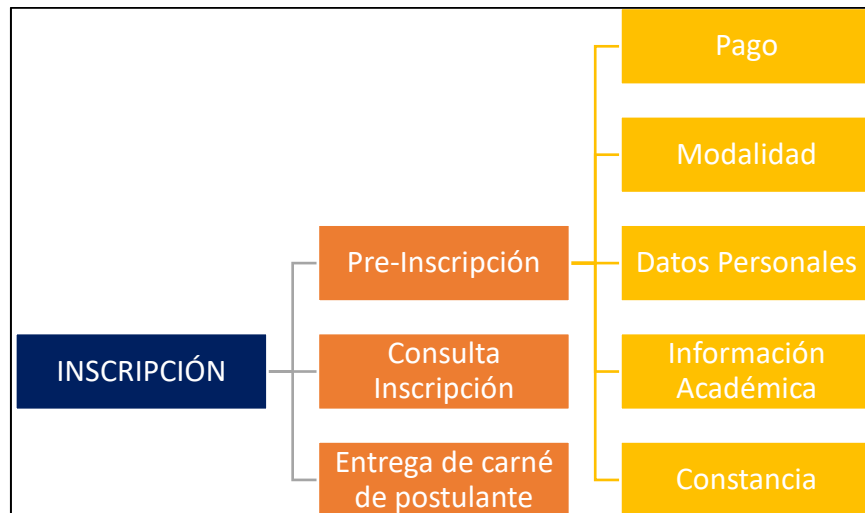 Pago
Modalidad
Pre-Inscripción
Datos Personales
INSCRIPCIÓN
Consulta
Inscripción
Información
Académica
Entrega de carné
de postulante
Constancia